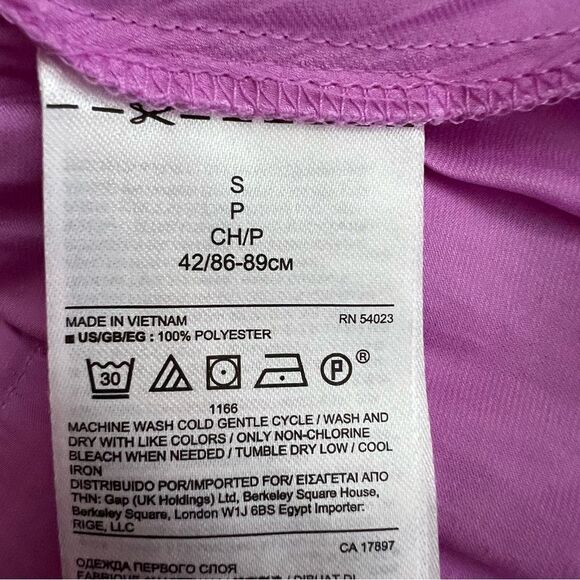 S
P
CH/P
42/86-89см
MADE IN VIETNAM RN 54023
US/GB/EG : 100% POLYESTER
30 P ®
1166
MACHINE WASH COLD GENTLE CYCLE / WASH AND
DRY WITH LIKE COLORS / ONLY NON-CHLORINE
BLEACH WHEN NEEDED / TUMBLE DRY LOW / COOL
IRON
DISTRIBUIDO POR/IMPORTED FOR/ ΕΙΣΑΓΕΤΑΙ ΑΠΟ
ΤΗΝ: Gap (UK Holdings) Ltd, Berkeley Square House,
Berkeley Square, London W1J 6BS Egypt Importer:
RIGE, LLC
CA 17897
ОДЕЖДА ПЕРВОГО СЛОЯ